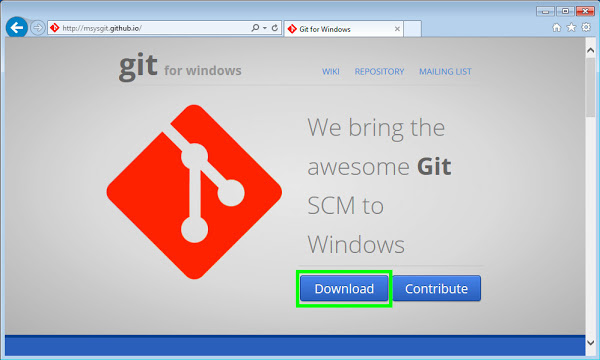 http://msysgit.github.io/
Git for Windows
git for windows
WIKI REPOSITORY MAILING LIST
We bring the
awesome Git
SCM to
Windows
Download Contribute